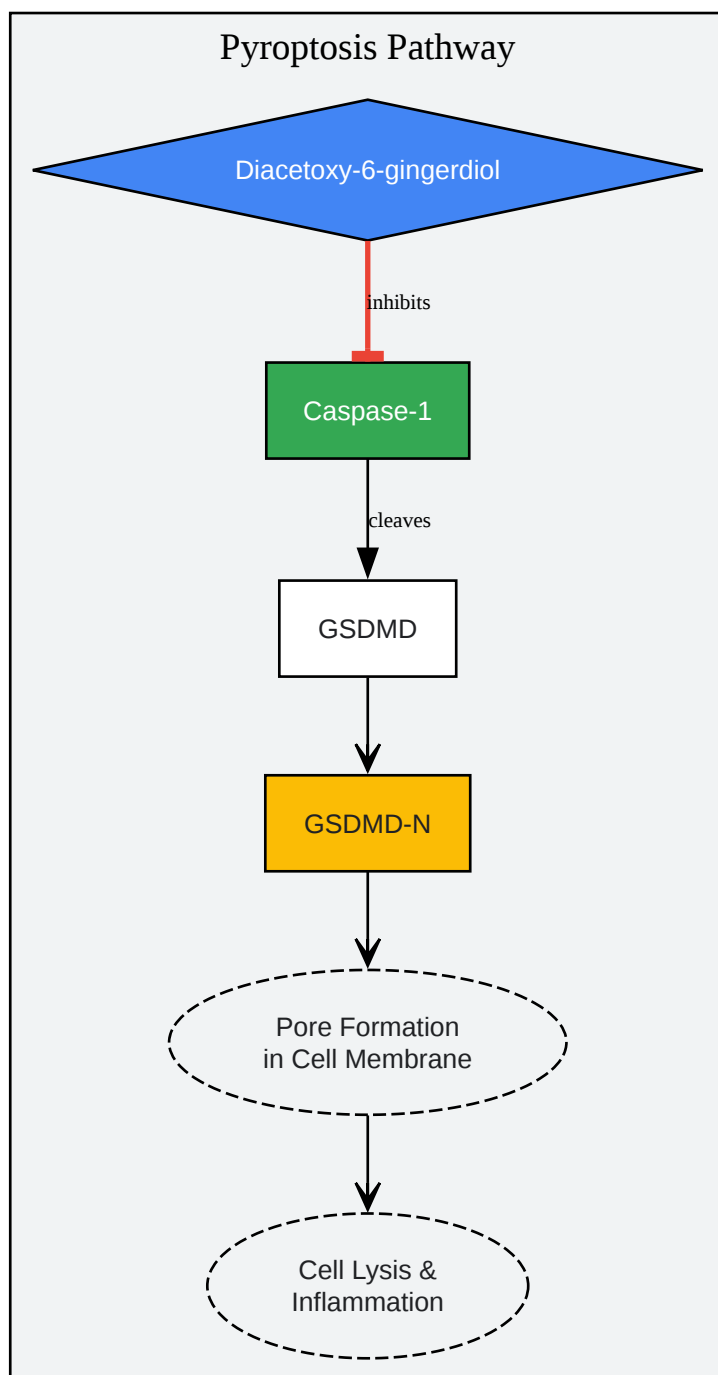 Pyroptosis Pathway
Diacetoxy-6-gingerdiol
inhibits
Caspase-1
cleaves
GSDMD
GSDMD-N
Pore Formation
in Cell Membrane
Cell Lysis &
Inflammation